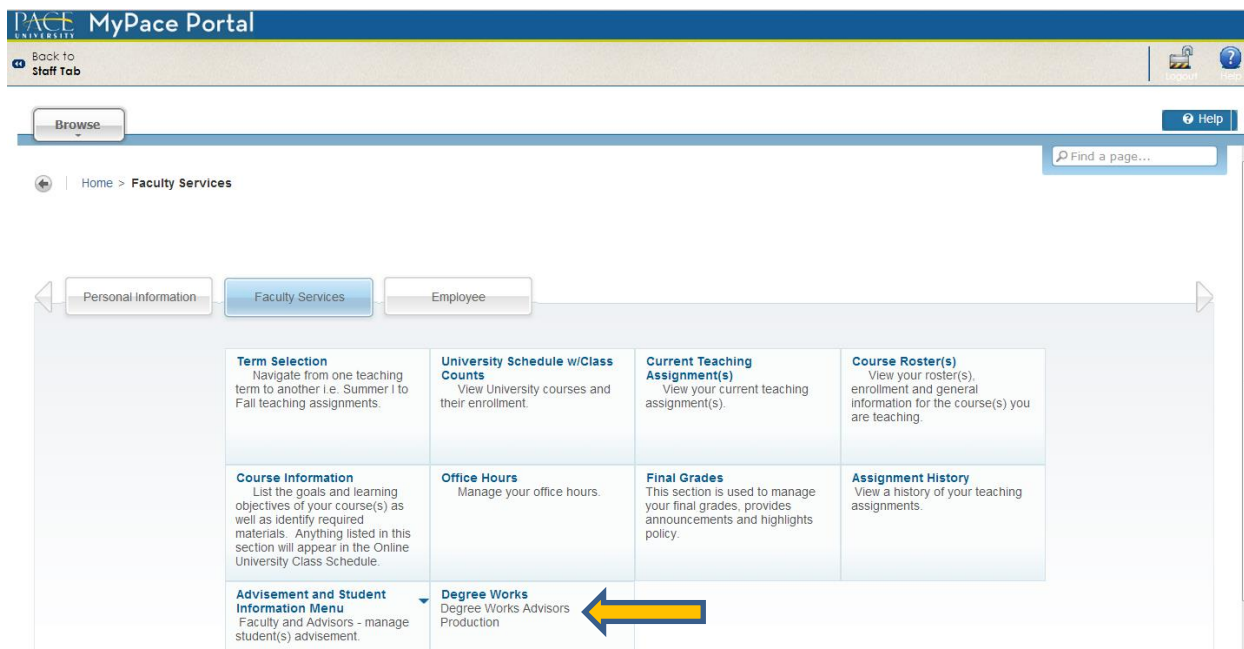 PACE UNIVERSITY MyPace Portal
Back to
Staff Tab
Logout Help
Browse
Help
Find a page...
Home > Faculty Services
Personal Information Faculty Services Employee
Term Selection
Navigate from one teaching
term to another i.e. Summer I to
Fall teaching assignments.
University Schedule w/Class
Counts
View University courses and
their enrollment.
Current Teaching
Assignment(s)
View your current teaching
assignment(s).
Course Roster(s)
View your roster(s),
enrollment and general
information for the course(s) you
are teaching.
Course Information
List the goals and learning
objectives of your course(s) as
well as identify required
materials. Anything listed in this
section will appear in the Online
University Class Schedule.
Office Hours
Manage your office hours.
Final Grades
This section is used to manage
your final grades, provides
announcements and highlights
policy.
Assignment History
View a history of your teaching
assignments.
Advisement and Student
Information Menu
Faculty and Advisors - manage
student(s) advisement.
Degree Works
Degree Works Advisors
Production